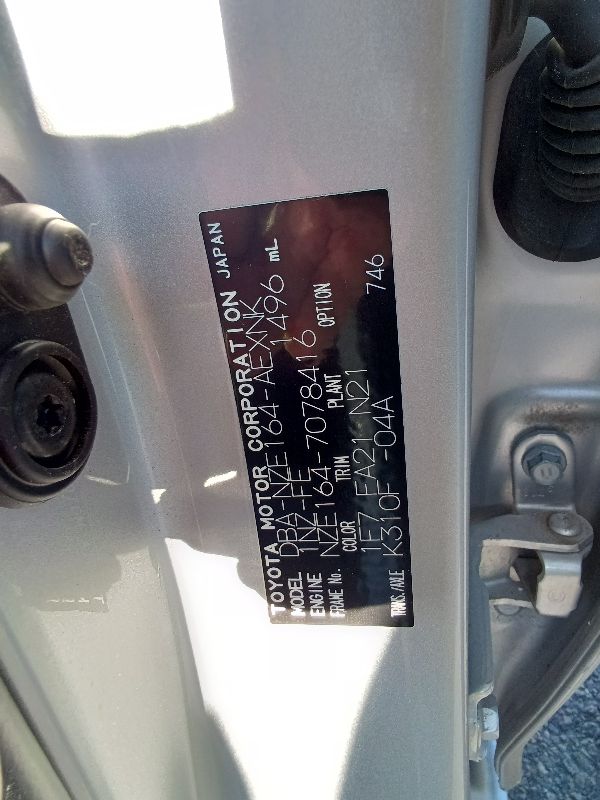 TOYOTA MOTOR CORPORATION JAPAN
MODEL DBA-NZE164-AEXNK
ENGINE 1NZ-FE 1496 mL
FRAME No. NZE164-7078416
COLOR TRIM PLANT OPTION
1E7 FA21 N21 746
TRANS./AXLE K310F -04A